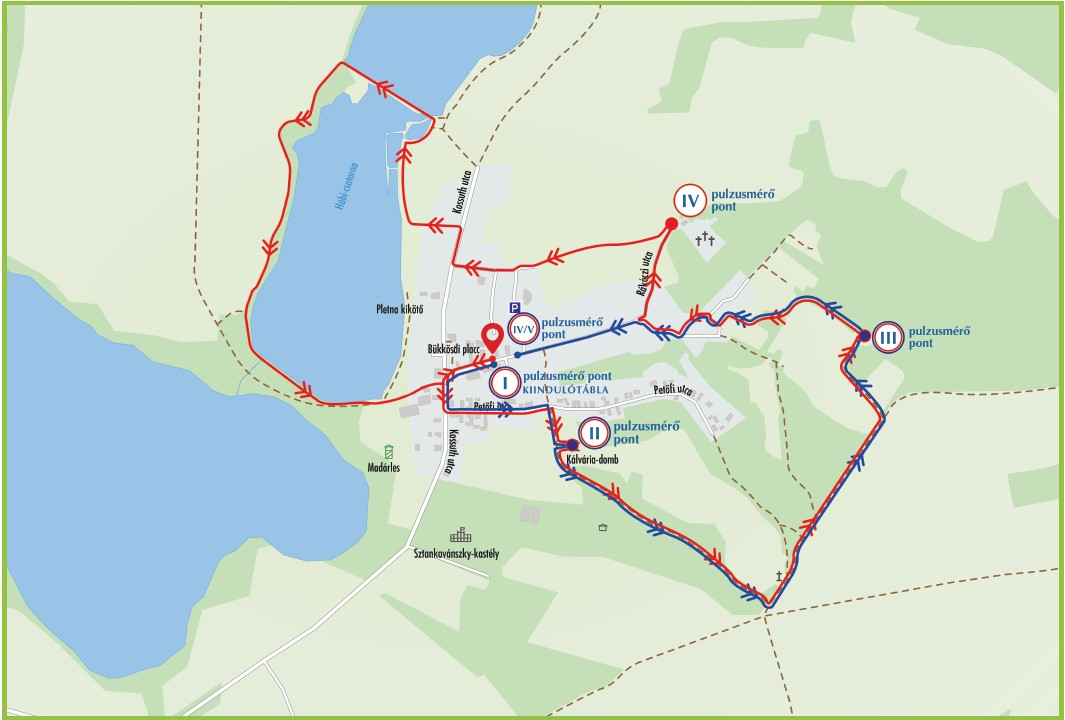 Hábi-csatorna
Kossuth utca
IV
pulzusmérő
pont
Rákóczi utca
Pletna kikötő
P
IV/V
pulzusmérő
pont
III
pulzusmérő
pont
Bükkösdi placc
I
pulzusmérő pont
KIINDULÓTÁBLA
Petőfi utca
Petőfi utca
II
pulzusmérő
pont
Kossuth utca
Kálvária-domb
Madárles
Sztankovánszky-kastély